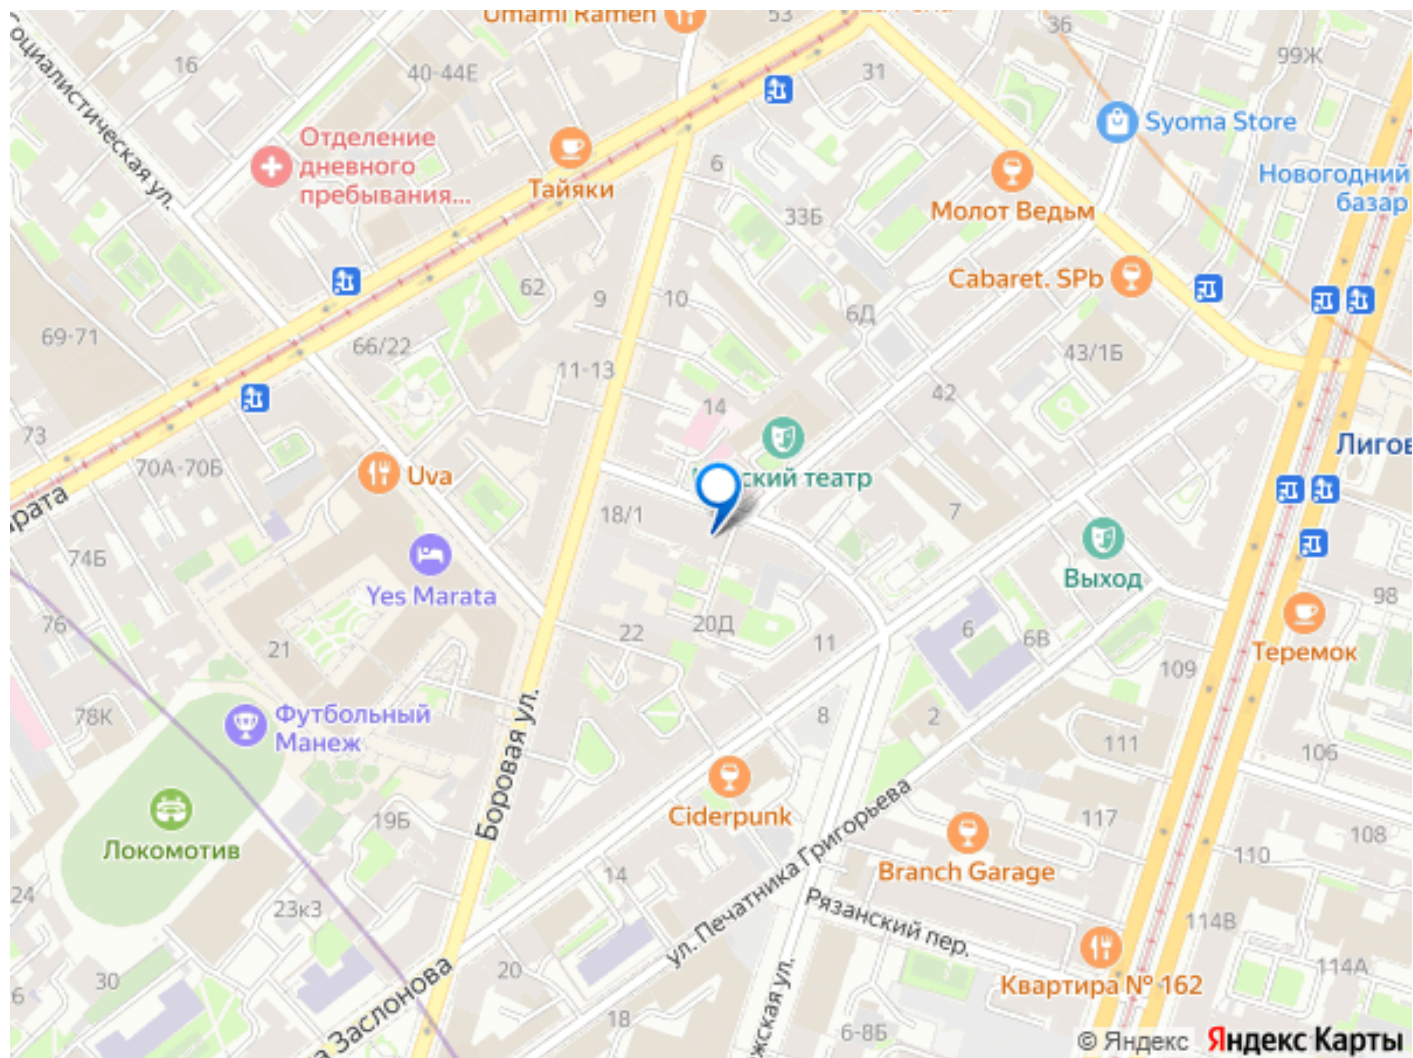 Umami Ramen
53
36
99Ж
16
40-44Е
31
Социалистическая ул.
Отделение
дневного
пребывания...
Тайяки
6
Syoma Store
Молот Ведьм
Новогодний
базар
33Б
Cabaret. SPb
62
9
10
6Д
69-71
66/22
43/1Б
11-13
42
14
73
70А-70Б
Uva
ский театр
Лигов
арата
18/1
7
74Б
Yes Marata
Выход
98
76
21
22
20Д
11
6
6В
Теремок
109
78К
Футбольный
Манеж
8
2
111
106
Боровая ул.
Локомотив
19Б
Ciderpunk
ул. Печатника Григорьева
Branch Garage
117
108
110
24
23к3
14
Рязанский пер.
114В
30
6
20
Квартира № 162
114А
а Заслонова
18
жская ул.
6-8Б
© Яндекс Яндекс Карты